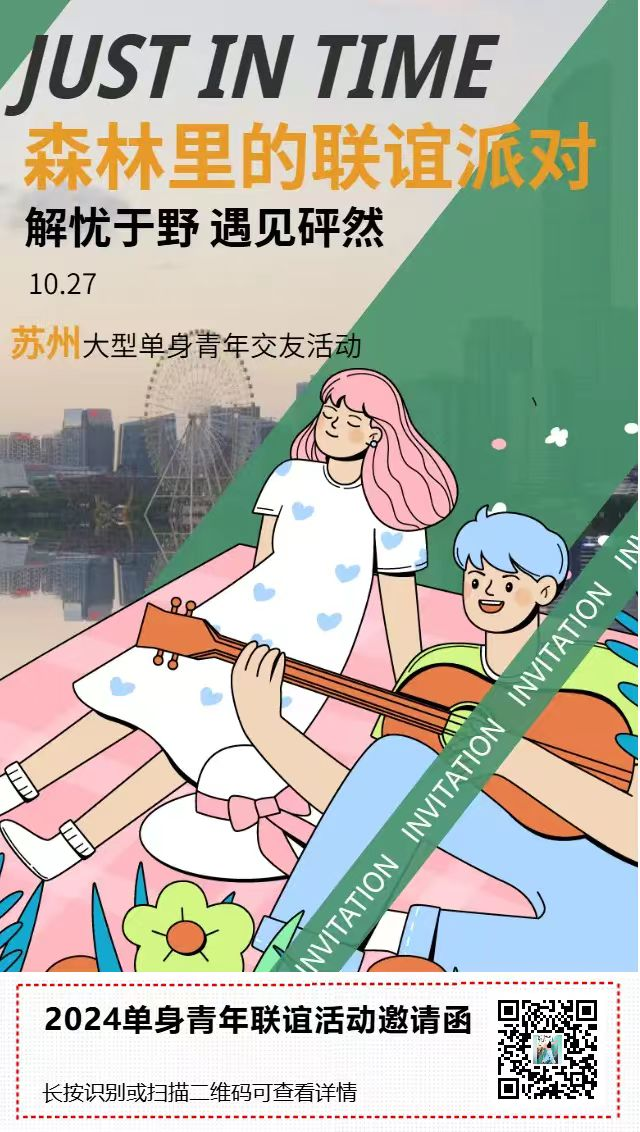 JUST IN TIME
森林里的联谊派对
解忧于野 遇见砰然
10.27
苏州大型单身青年交友活动
IN
INVITATION
INVITATION
INVITATION
2024单身青年联谊活动邀请函
长按识别或扫描二维码可查看详情